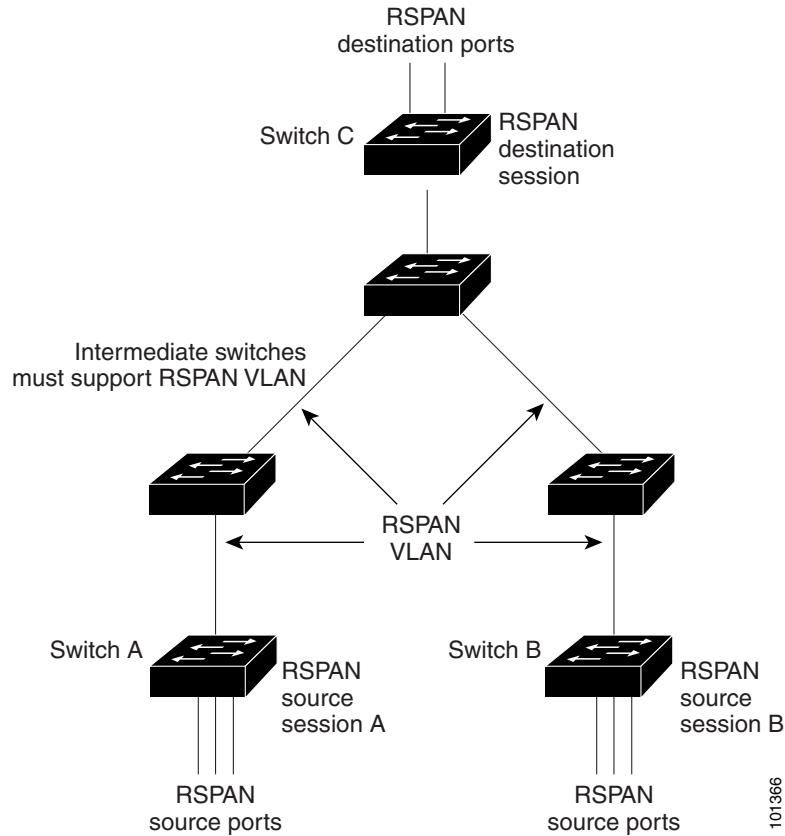 RSPAN
destination ports
Switch C
RSPAN
destination
session
Intermediate switches
must support RSPAN VLAN
RSPAN
VLAN
Switch A
RSPAN
source
session A
Switch B
RSPAN
source
session B
RSPAN
source ports
RSPAN
source ports
101366